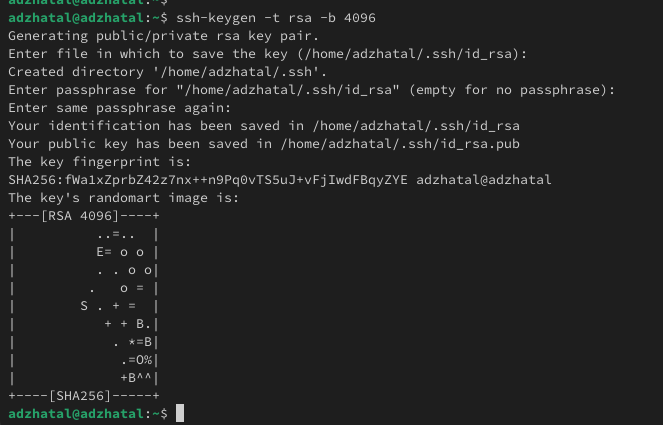 adzhatal@adzhatal:~$
adzhatal@adzhatal:~$ ssh-keygen -t rsa -b 4096
Generating public/private rsa key pair.
Enter file in which to save the key (/home/adzhatal/.ssh/id_rsa):
Created directory '/home/adzhatal/.ssh'.
Enter passphrase for "/home/adzhatal/.ssh/id_rsa" (empty for no passphrase):
Enter same passphrase again:
Your identification has been saved in /home/adzhatal/.ssh/id_rsa
Your public key has been saved in /home/adzhatal/.ssh/id_rsa.pub
The key fingerprint is:
SHA256:fWa1xZprbZ42z7nx++n9Pq0vTS5uJ+vFjIwdFBqyZYE adzhatal@adzhatal
The key's randomart image is:
+---[RSA 4096]----+
|          ..=..  |
|          E= o o |
|          . . o o|
|         .   o = |
|        S . + =  |
|           + + B.|
|            . *=B|
|             .=O%|
|             +B^^|
+----[SHA256]-----+
adzhatal@adzhatal:~$